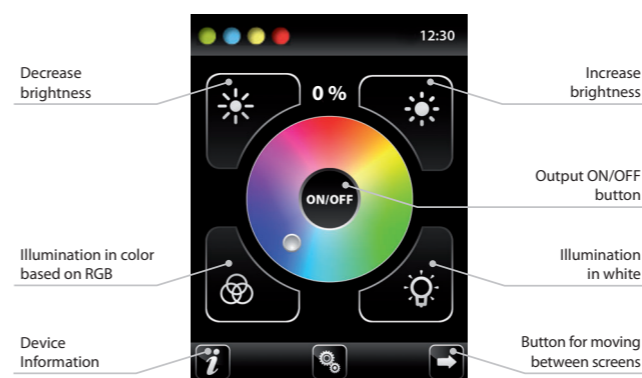 12:30
Decrease
brightness
0 %
Increase
brightness
Output ON/OFF
button
ON/OFF
Illumination in color
based on RGB
Illumination
in white
Device
Information
i
Button for moving
between screens